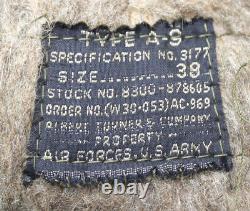 TYPE A-9
SPECIFICATION NO. 3177
SIZE 38
STOCK NO. 8300-878605
ORDER NO. (W30-053) AC-969
ALBERT TURNER & COMPANY
PROPERTY
AIR FORCES, U.S. ARMY